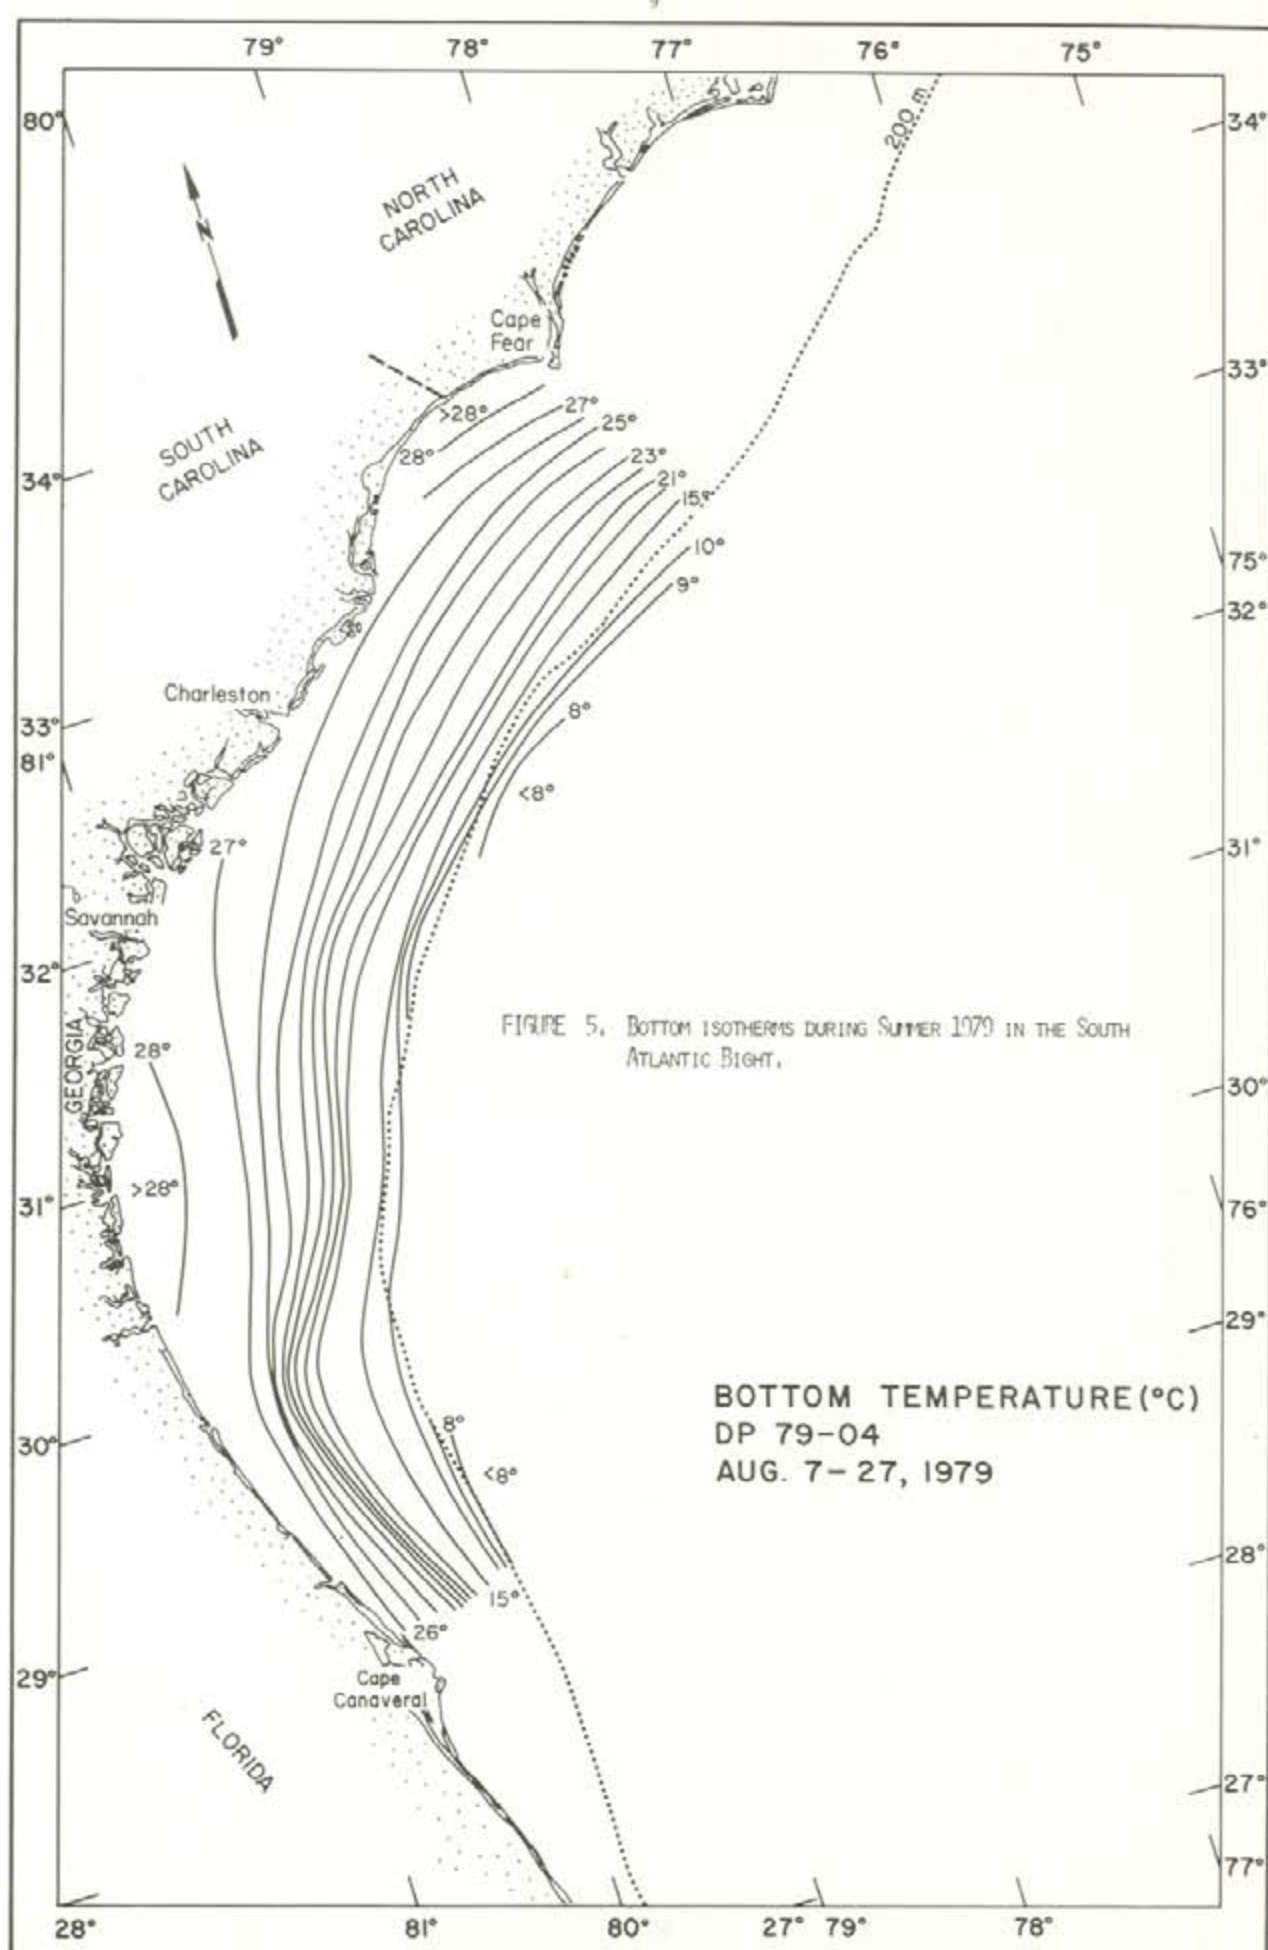 9
79° 78° 77° 76° 75°
80°
34°
200 m
NORTH
CAROLINA
N
Cape
Fear
33°
SOUTH
CAROLINA
>28°
27°
25°
28°
23°
21°
15°
34°
10°
9°
75°
32°
Charleston
8°
33°
81°
<8°
27°
31°
Savannah
32°
FIGURE 5. BOTTOM ISOTHERMS DURING SUMMER 1979 IN THE SOUTH
ATLANTIC BIGHT.
GEORGIA
28°
30°
>28°
31°
76°
29°
BOTTOM TEMPERATURE (°C)
DP 79-04
AUG. 7-27, 1979
8°
30°
<8°
28°
15°
26°
29°
Cape
Canaveral
FLORIDA
27°
77°
28° 81° 80° 27° 79° 78°